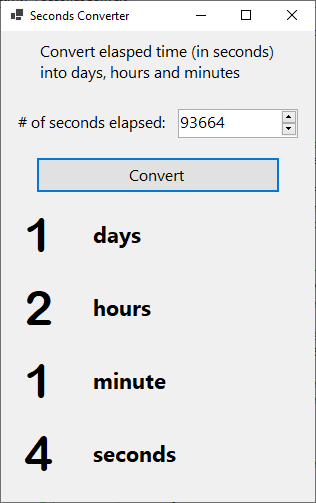 Seconds Converter
Convert elasped time (in seconds)
into days, hours and minutes
# of seconds elapsed: 93664
Convert
1 days
2 hours
1 minute
4 seconds